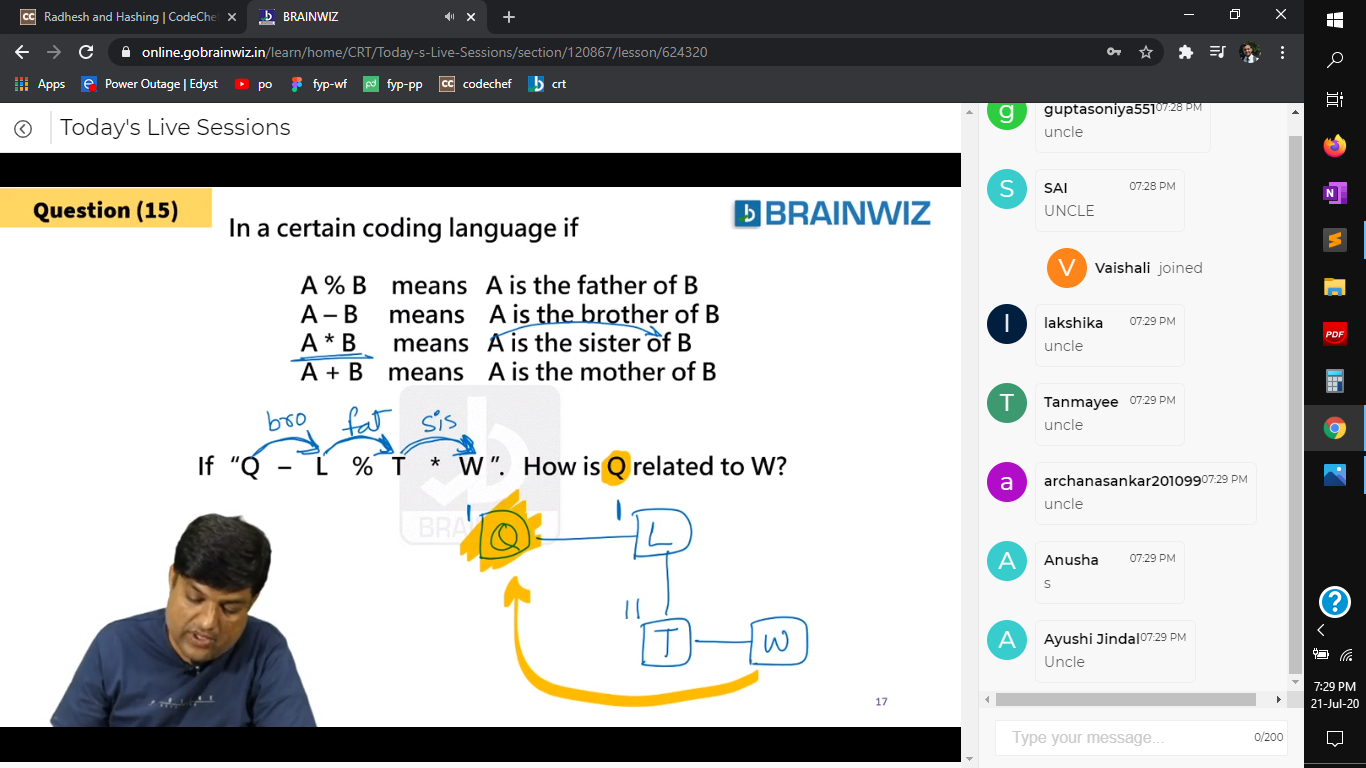 Radhesh and Hashing | CodeChe
BRAINWIZ
online.gobrainwiz.in/learn/home/CRT/Today-s-Live-Sessions/section/120867/lesson/624320
Apps
Power Outage | Edyst
po
fyp-wf
fyp-pp
codechef
crt
Today's Live Sessions
Question (15)
In a certain coding language if
BRAINWIZ
A % B means A is the father of B
A – B means A is the brother of B
A * B means A is the sister of B
A + B means A is the mother of B
bro fat sis
If “Q – L % T * W”. How is Q related to W?
BRA
Q L
T W
17
guptasoniya551 07:28 PM
uncle
SAI 07:28 PM
UNCLE
Vaishali joined
lakshika 07:29 PM
uncle
Tanmayee 07:29 PM
uncle
archanasankar201099 07:29 PM
uncle
Anusha 07:29 PM
s
Ayushi Jindal 07:29 PM
Uncle
Type your message...
0/200
7:29 PM
21-Jul-20